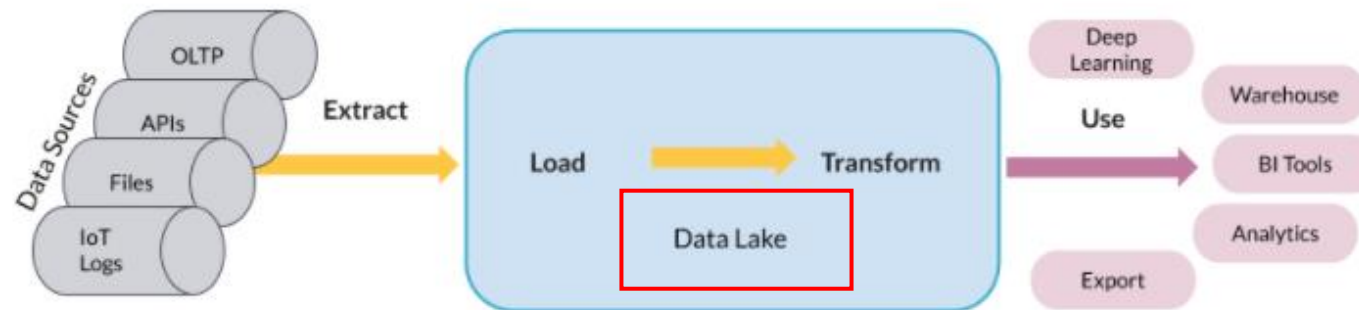 Data Sources
OLTP
APIs
Files
IoT
Logs
Extract
Load
Transform
Data Lake
Use
Deep
Learning
Warehouse
BI Tools
Analytics
Export